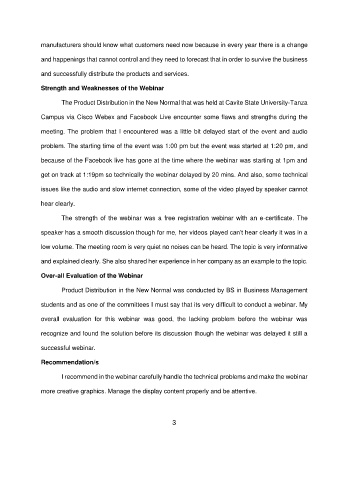 manufacturers should know what customers need now because in every year there is a change
and happenings that cannot control and they need to forecast that in order to survive the business
and successfully distribute the products and services.
Strength and Weaknesses of the Webinar
The Product Distribution in the New Normal that was held at Cavite State University-Tanza
Campus via Cisco Webex and Facebook Live encounter some flaws and strengths during the
meeting. The problem that I encountered was a little bit delayed start of the event and audio
problem. The starting time of the event was 1:00 pm but the event was started at 1:20 pm, and
because of the Facebook live has gone at the time where the webinar was starting at 1pm and
get on track at 1:19pm so technically the webinar delayed by 20 mins. And also, some technical
issues like the audio and slow internet connection, some of the video played by speaker cannot
hear clearly.
The strength of the webinar was a free registration webinar with an e-certificate. The
speaker has a smooth discussion though for me, her videos played can't hear clearly it was in a
low volume. The meeting room is very quiet no noises can be heard. The topic is very informative
and explained clearly. She also shared her experience in her company as an example to the topic.
Over-all Evaluation of the Webinar
Product Distribution in the New Normal was conducted by BS in Business Management
students and as one of the committees I must say that its very difficult to conduct a webinar. My
overall evaluation for this webinar was good, the lacking problem before the webinar was
recognize and found the solution before its discussion though the webinar was delayed it still a
successful webinar.
Recommendation/s
I recommend in the webinar carefully handle the technical problems and make the webinar
more creative graphics. Manage the display content properly and be attentive.
3